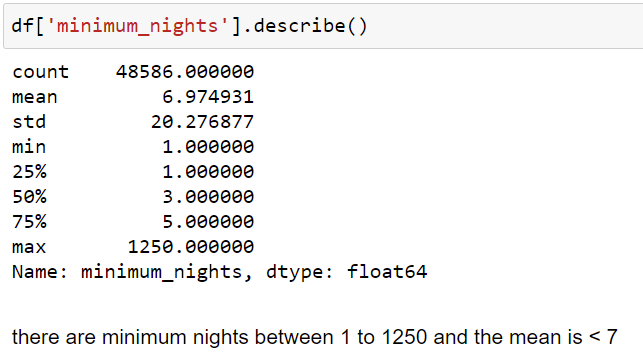 df['minimum_nights'].describe()
count 48586.000000
mean 6.974931
std 20.276877
min 1.000000
25% 1.000000
50% 3.000000
75% 5.000000
max 1250.000000
Name: minimum_nights, dtype: float64
there are minimum nights between 1 to 1250 and the mean is < 7